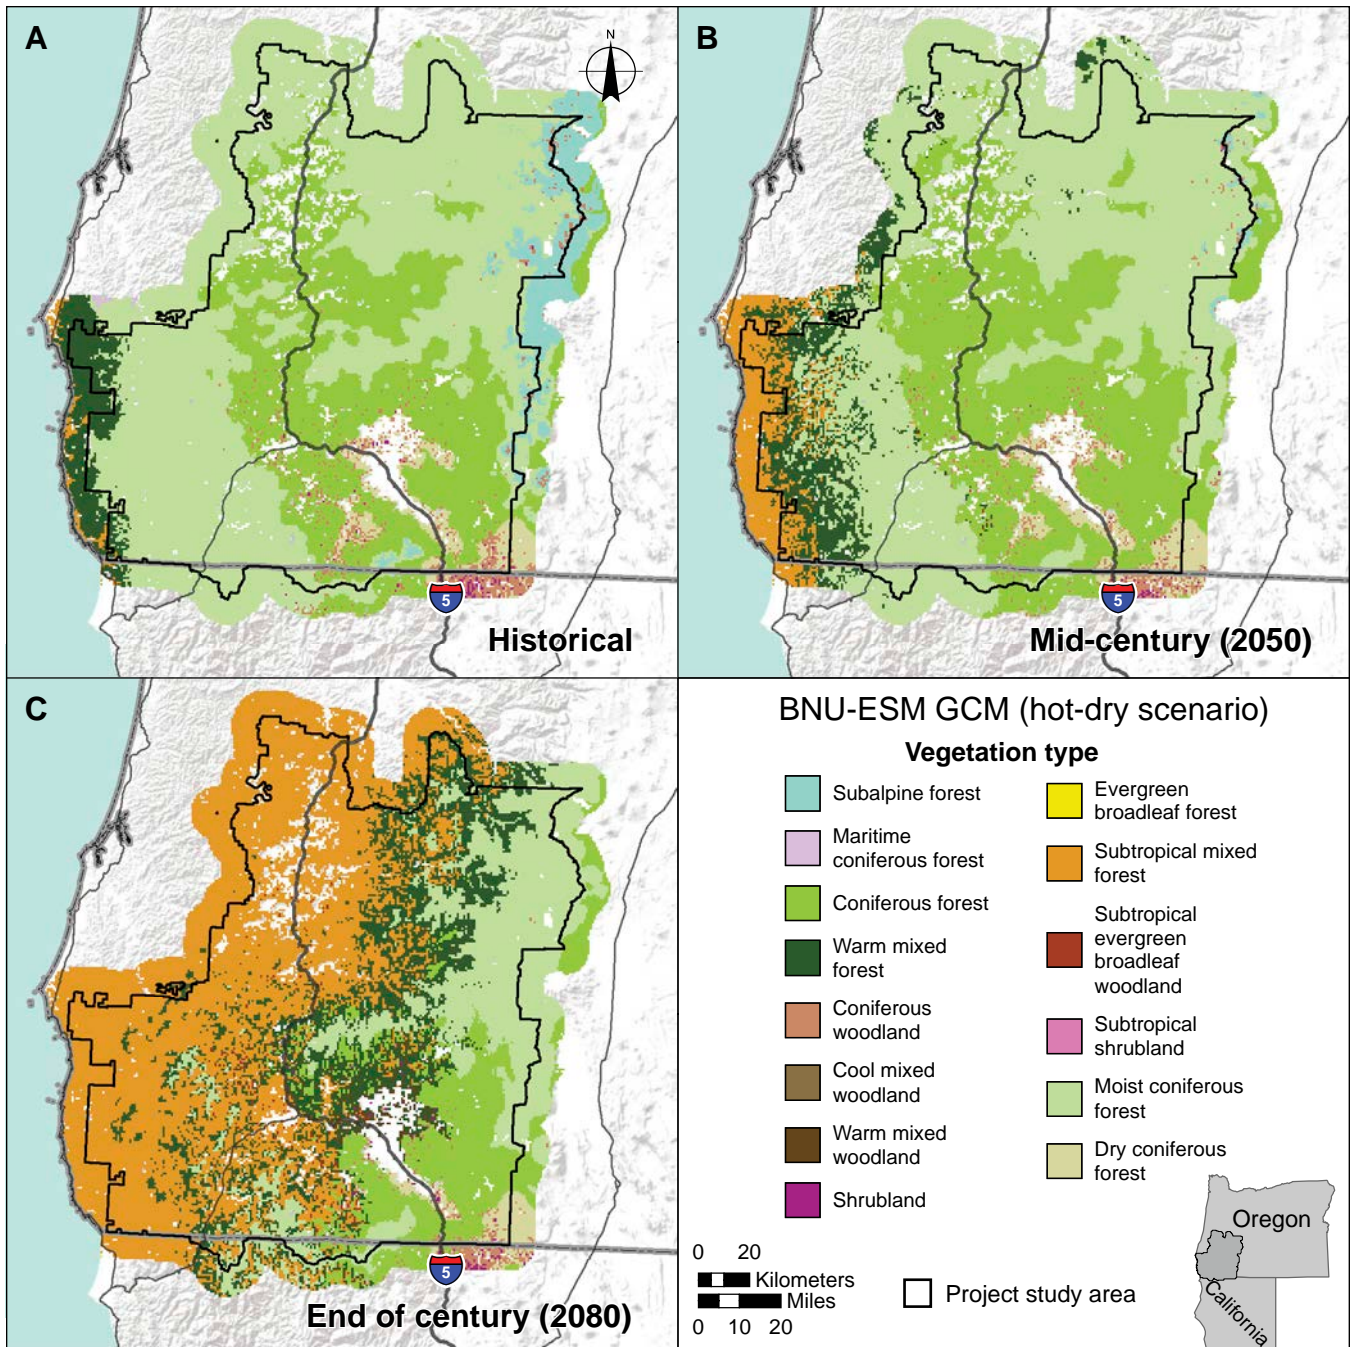 A
N
5
Historical
B
5
Mid-century (2050)
C
5
End of century (2080)
BNU-ESM GCM (hot-dry scenario)
Vegetation type
Subalpine forest
Maritime
coniferous forest
Coniferous forest
Warm mixed
forest
Coniferous
woodland
Cool mixed
woodland
Warm mixed
woodland
Shrubland
Evergreen
broadleaf forest
Subtropical mixed
forest
Subtropical
evergreen
broadleaf
woodland
Subtropical
shrubland
Moist coniferous
forest
Dry coniferous
forest
0 20
Kilometers
Miles
0 10 20
Project study area
Oregon
California